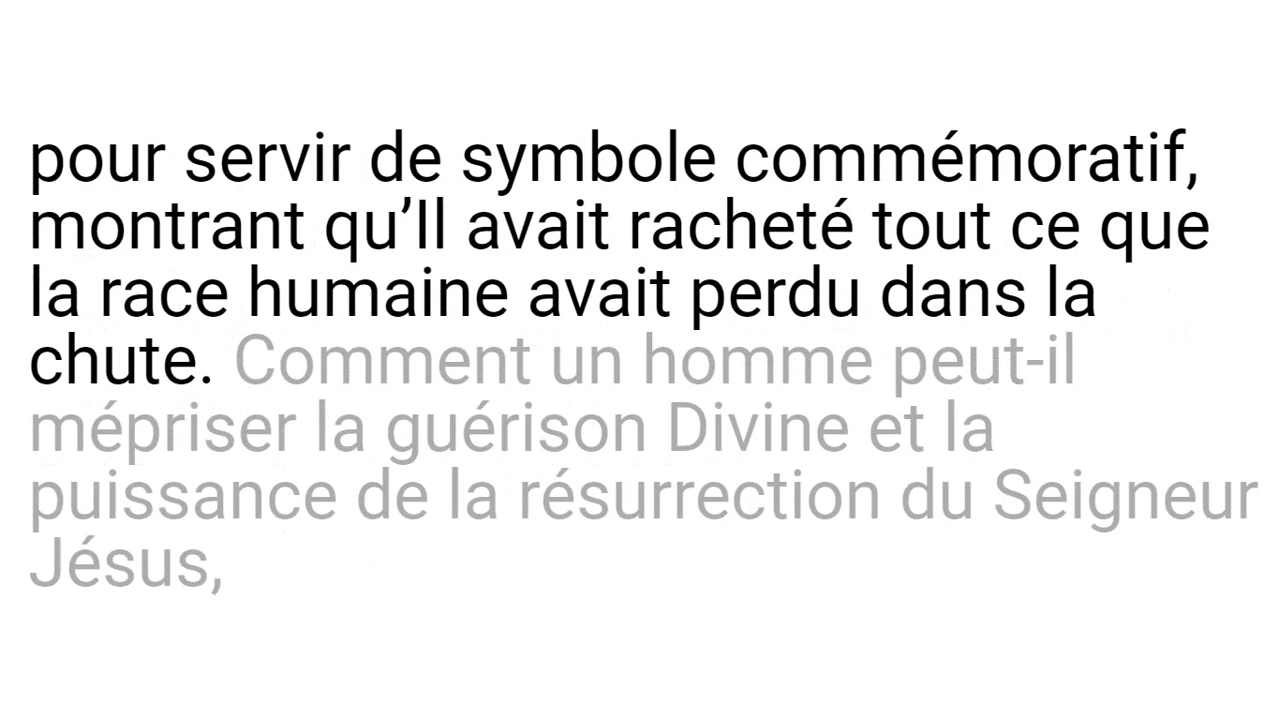 pour servir de symbole commémoratif,
montrant qu’Il avait racheté tout ce que
la race humaine avait perdu dans la
chute. Comment un homme peut-il
mépriser la guérison Divine et la
puissance de la résurrection du Seigneur
Jésus,